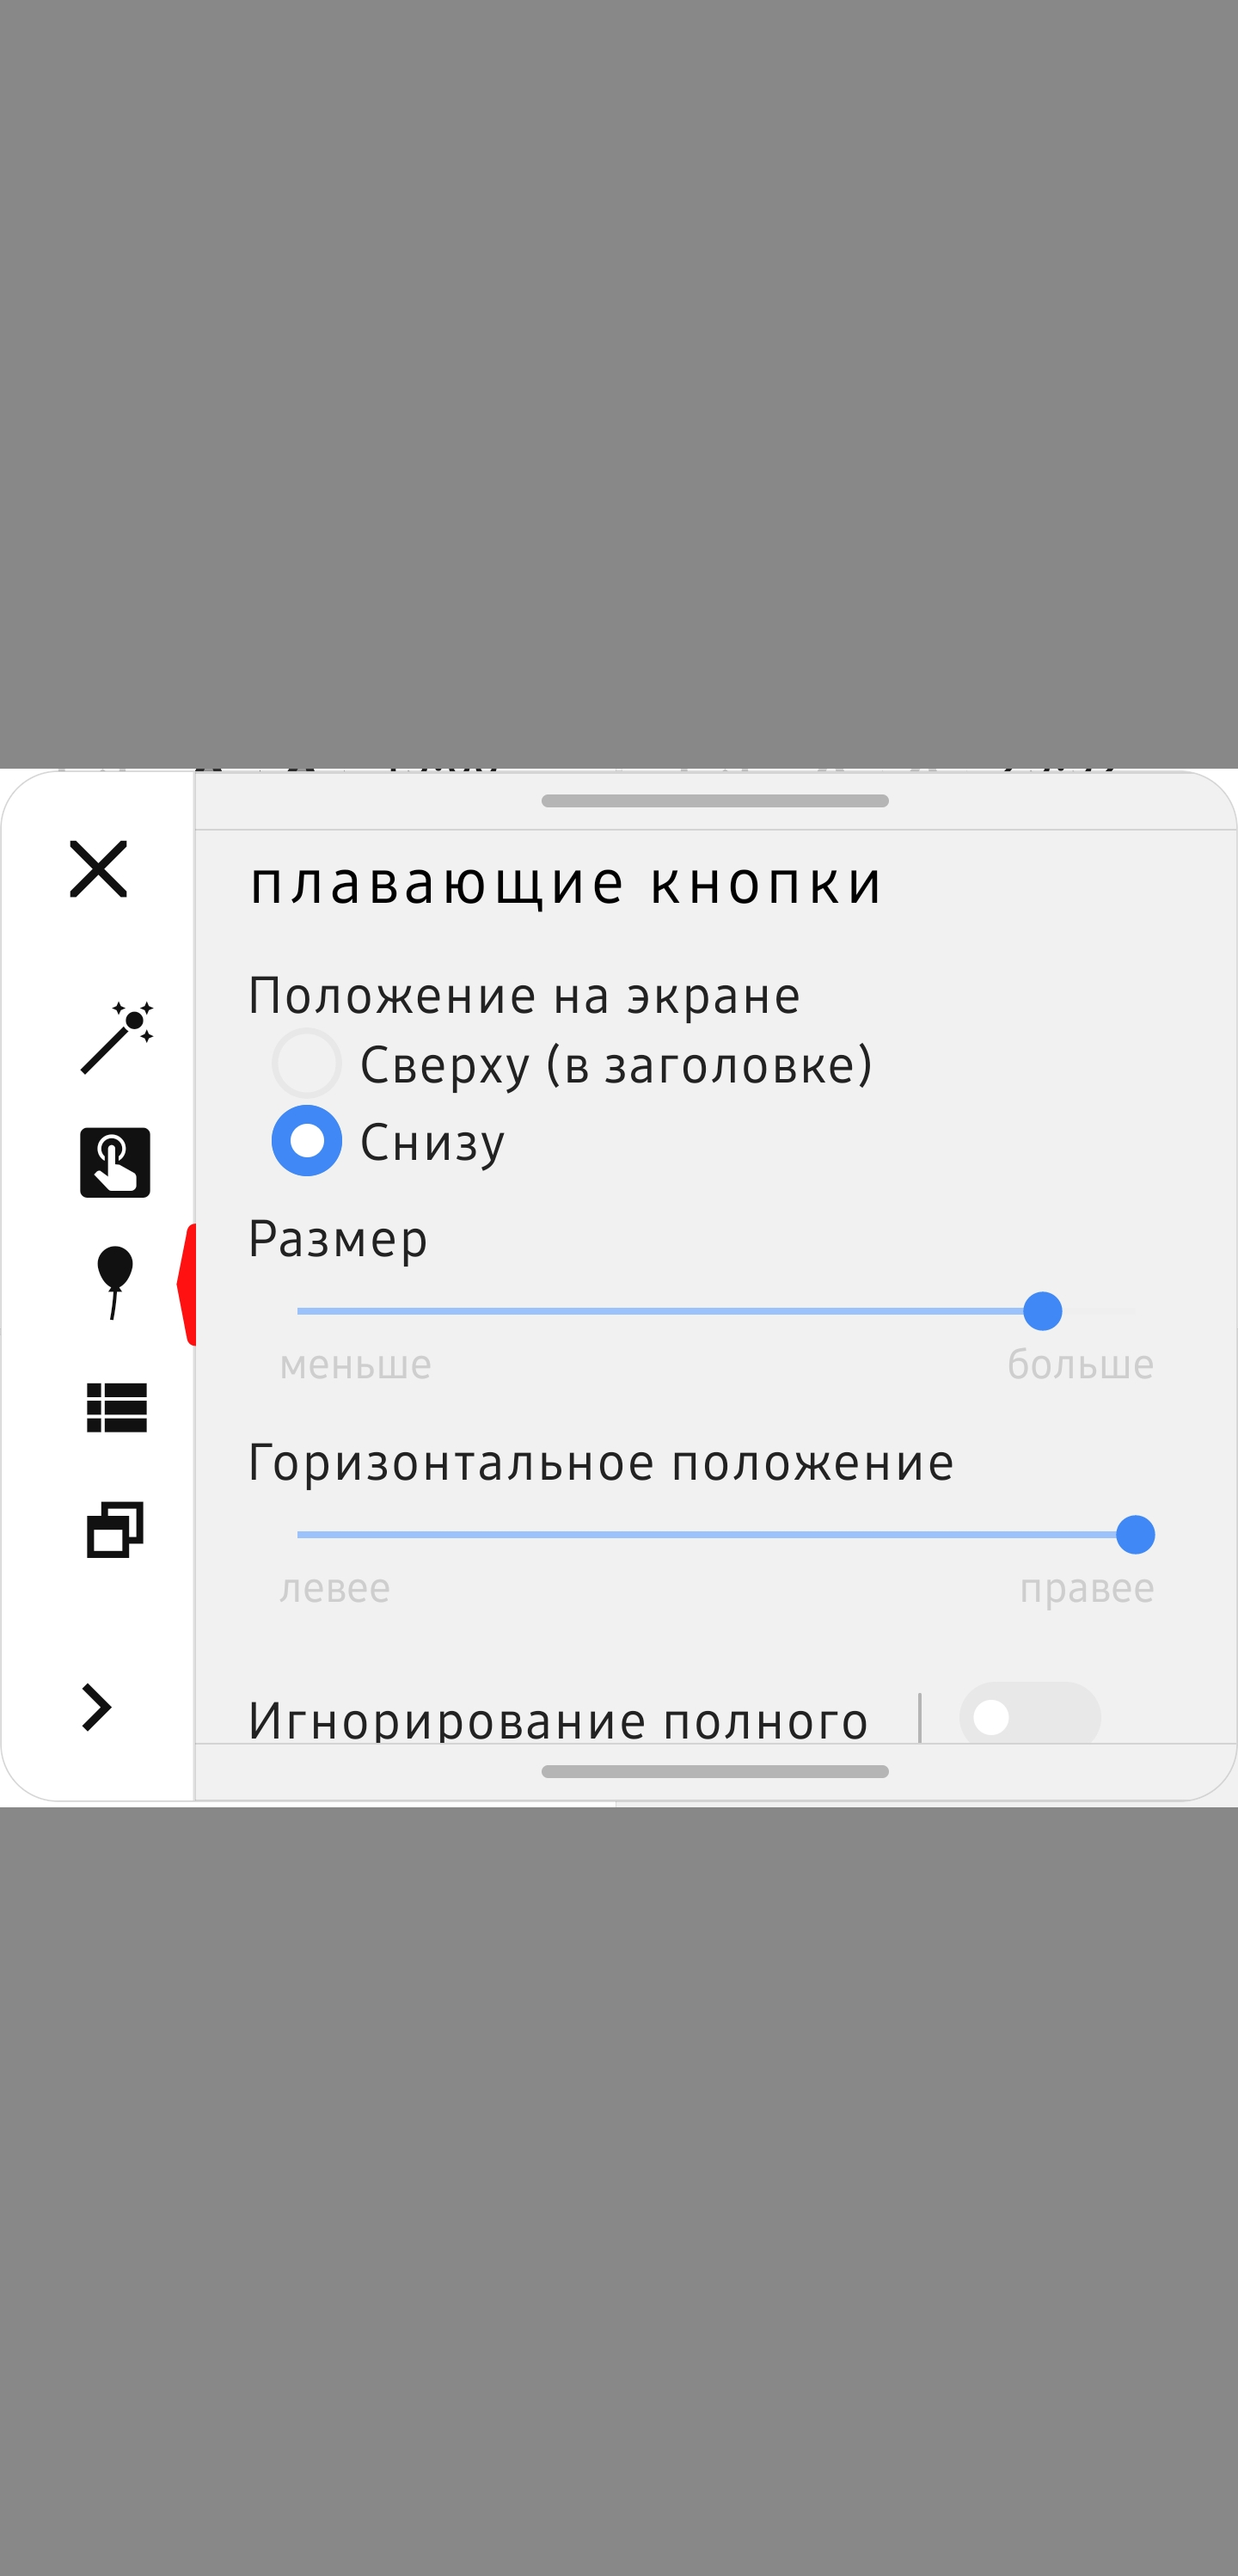 плавающие кнопки
Положение на экране
Сверху (в заголовке)
Снизу
Размер
меньше больше
Горизонтальное положение
левее правее
Игнорирование полного